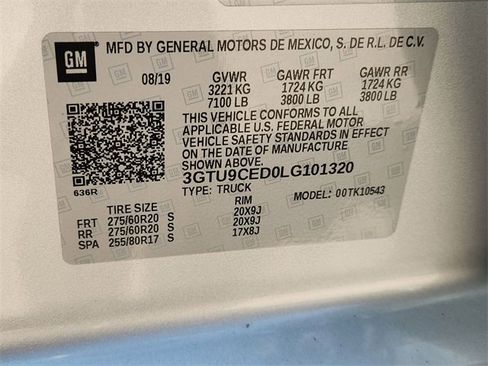 GM
MFD BY GENERAL MOTORS DE MEXICO, S. DE R.L. DE C.V.
08/19 GVWR GAWR FRT GAWR RR
3221 KG 1724 KG 1724 KG
7100 LB 3800 LB 3800 LB
THIS VEHICLE CONFORMS TO ALL
APPLICABLE U.S. FEDERAL MOTOR
VEHICLE SAFETY STANDARDS IN EFFECT
ON THE DATE OF MANUFACTURE
SHOWN ABOVE.
3GTU9CED0LG101320
636R TYPE: TRUCK MODEL: 00TK10543
TIRE SIZE RIM
FRT 275/60R20 S 20X9J
RR 275/60R20 S 20X9J
SPA 255/80R17 S 17X8J